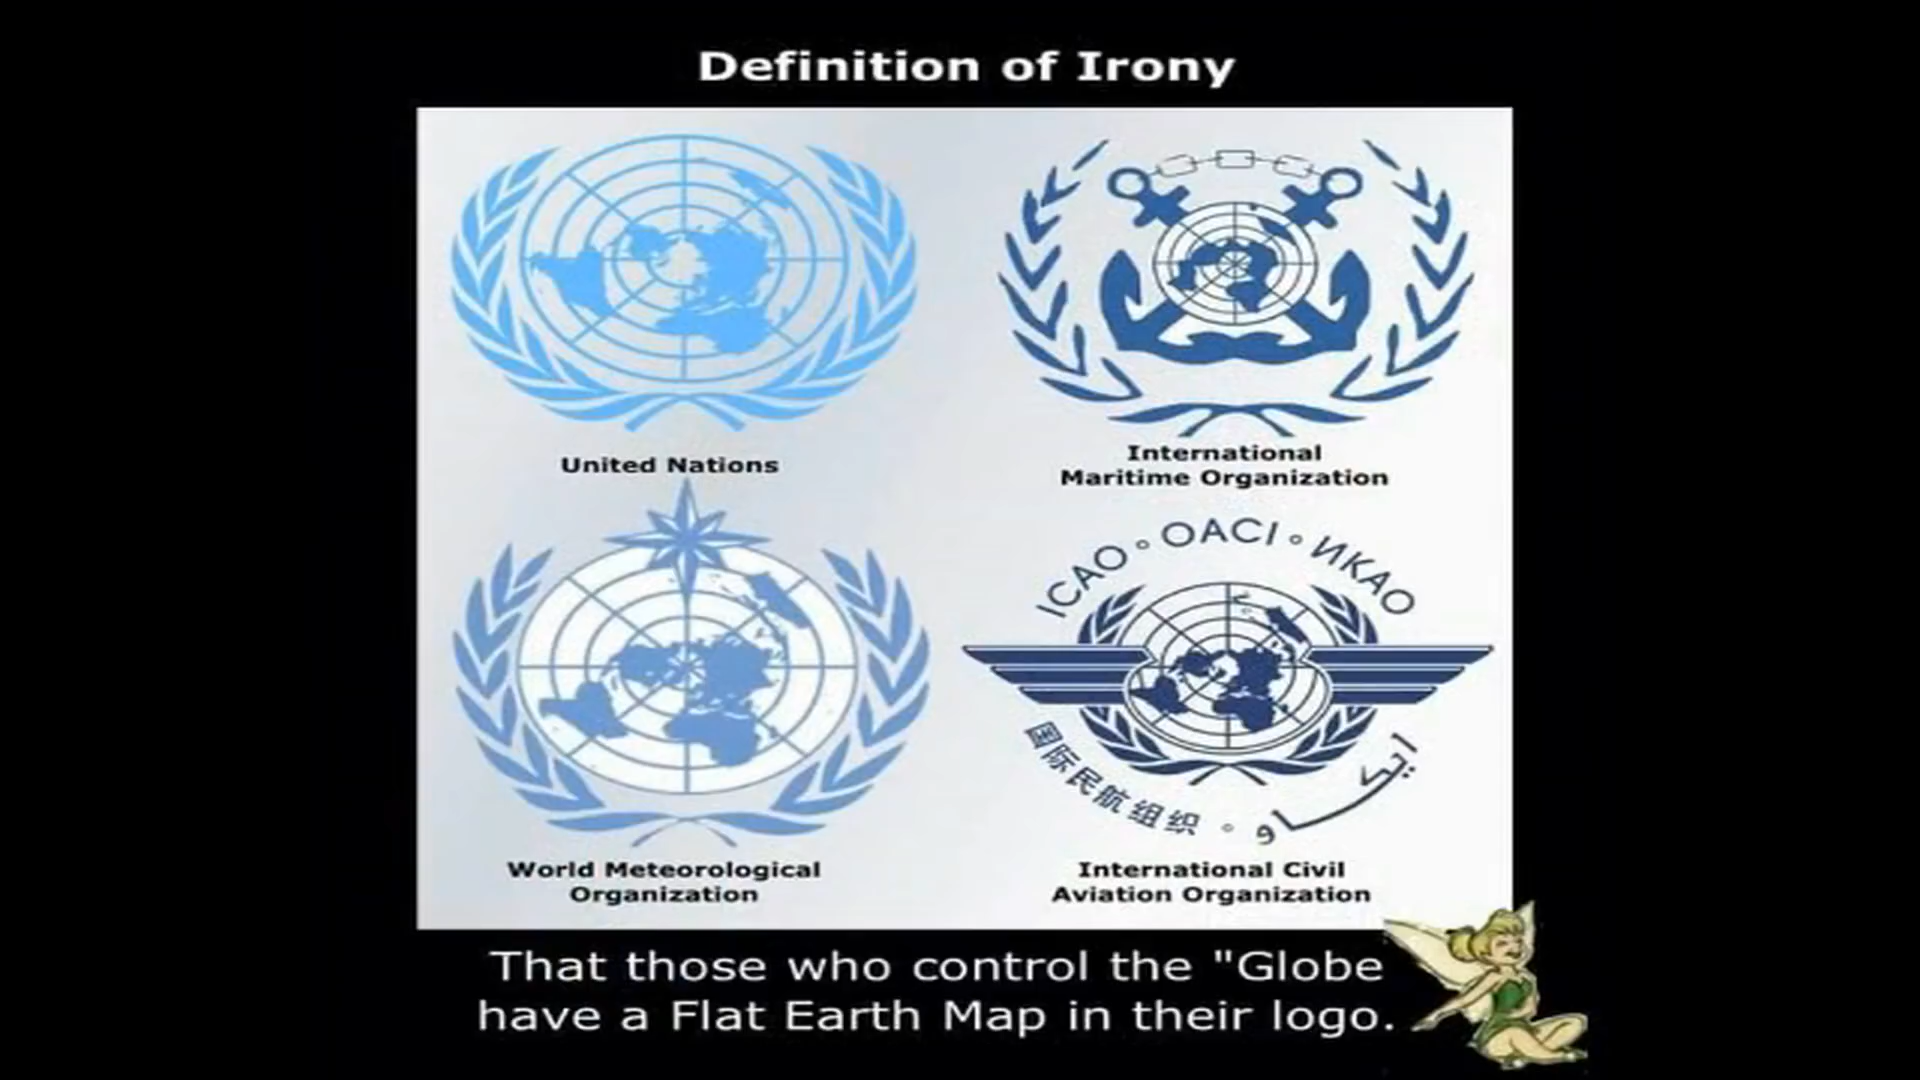 Definition of Irony
United Nations
International
Maritime Organization
ICAO ◦ OACI ◦ ИКАО
国际民航组织 ◦ ايكاو
World Meteorological
Organization
International Civil
Aviation Organization
That those who control the "Globe
have a Flat Earth Map in their logo.